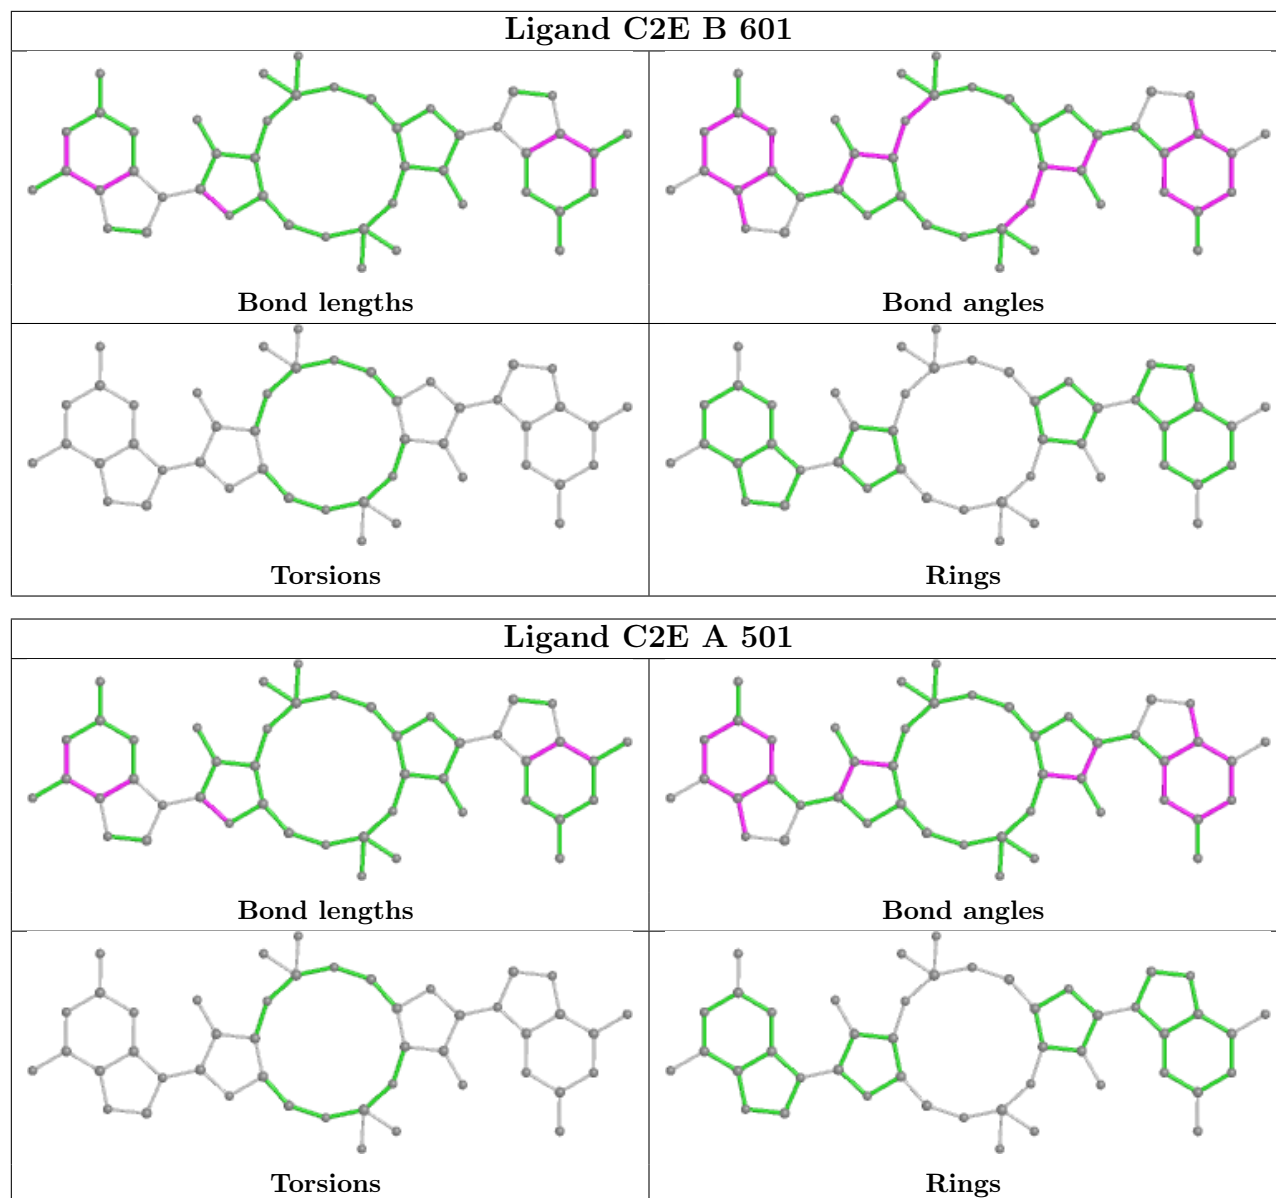 Ligand C2E B 601
Bond lengths
Bond angles
Torsions
Rings
Ligand C2E A 501
Bond lengths
Bond angles
Torsions
Rings